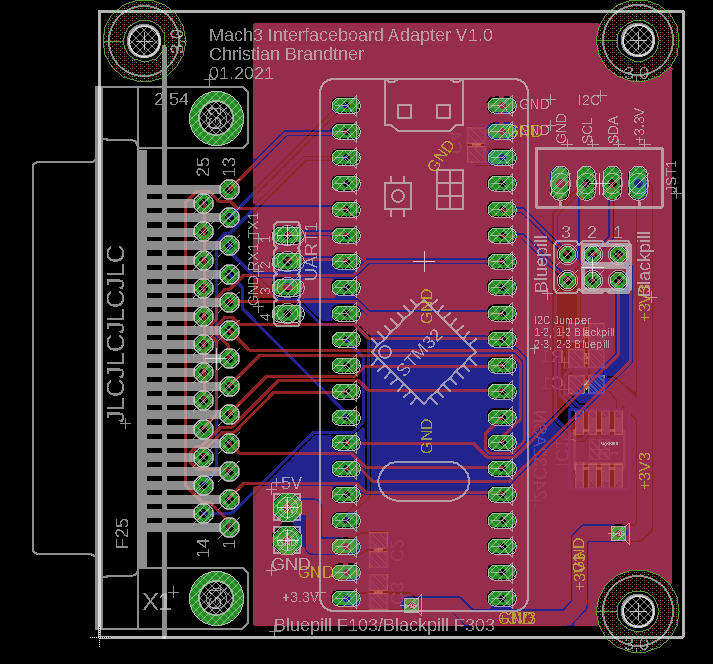 Mach3 Interfaceboard Adapter V1.0
Christian Brandtner
01.2021
3,0
3,0
2,54
I2C
GND
GND
GND
SCL
SDA
+3.3V
JST1
25
13
GND
UART1
GND RX1 TX1
1
2
3
4
Bluepill
3
2
1
Blackpill
+3V3
GND
I2C Jumper
1-2, 1-2 Blackpill
2-3, 2-3 Bluepill
STM32
JLCJLCJLCJLC
GND
+3V3
F25
14
1
+5V
GND
GND
GND
+3V3
X1
+3.3V
Bluepill F103/Blackpill F303
3,0